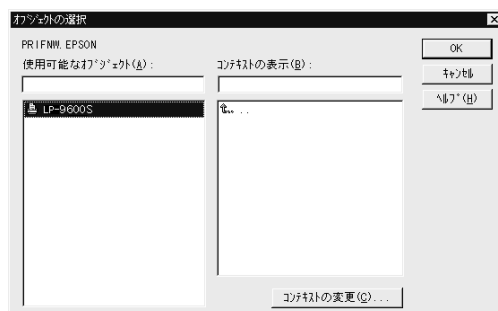 ｵﾌﾞｼﾞｪｸﾄの選択
PRIFNW.EPSON
使用可能なｵﾌﾞｼﾞｪｸﾄ(A):
ｺﾝﾃｷｽﾄの表示(B):
LP-9600S
..
OK
ｷｬﾝｾﾙ
ﾍﾙﾌﾟ(H)
ｺﾝﾃｷｽﾄの変更(C)...